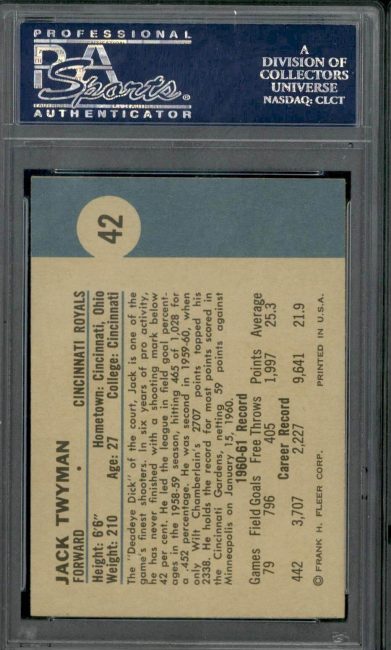 PROFESSIONAL
PSA
Sports
AUTHENTICATOR
A
DIVISION OF
COLLECTORS
UNIVERSE
NASDAQ: CLCT
JACK TWYMAN
FORWARD • CINCINNATI ROYALS
42
Height: 6'6" Hometown: Cincinnati, Ohio
Weight: 210 Age: 27 College: Cincinnati
The "Deadeye Dick" of the court, Jack is one of the
game's finest shooters. In six years of pro activity,
he has never finished with a shooting mark below
42 per cent. He led the league in field goal percent-
ages in the 1958-59 season, hitting 465 of 1,028 for
a .452 percentage. He was second in 1959-60, when
only Wilt Chamberlain's 2707 points topped his
2338. He holds the record for most points scored in
the Cincinnati Gardens, netting 59 points against
Minneapolis on January 15, 1960.
1960-61 Record
Games Field Goals Free Throws Points Average
79 796 405 1,997 25.3
Career Record
442 3,707 2,227 9,641 21.9
© FRANK H. FLEER CORP. PRINTED IN U.S.A.